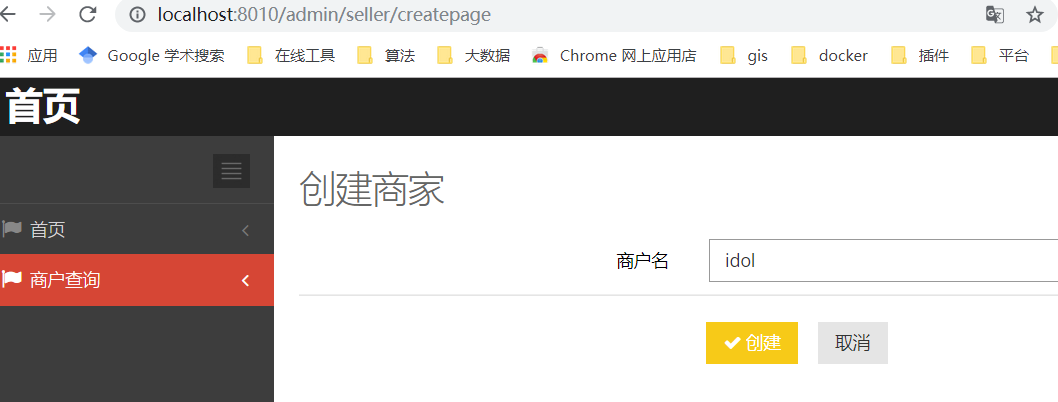 localhost:8010/admin/seller/createpage
应用 Google 学术搜索 在线工具 算法 大数据 Chrome 网上应用店 gis docker 插件 平台
首页
创建商家
首页
商户名 idol
商户查询
创建 取消